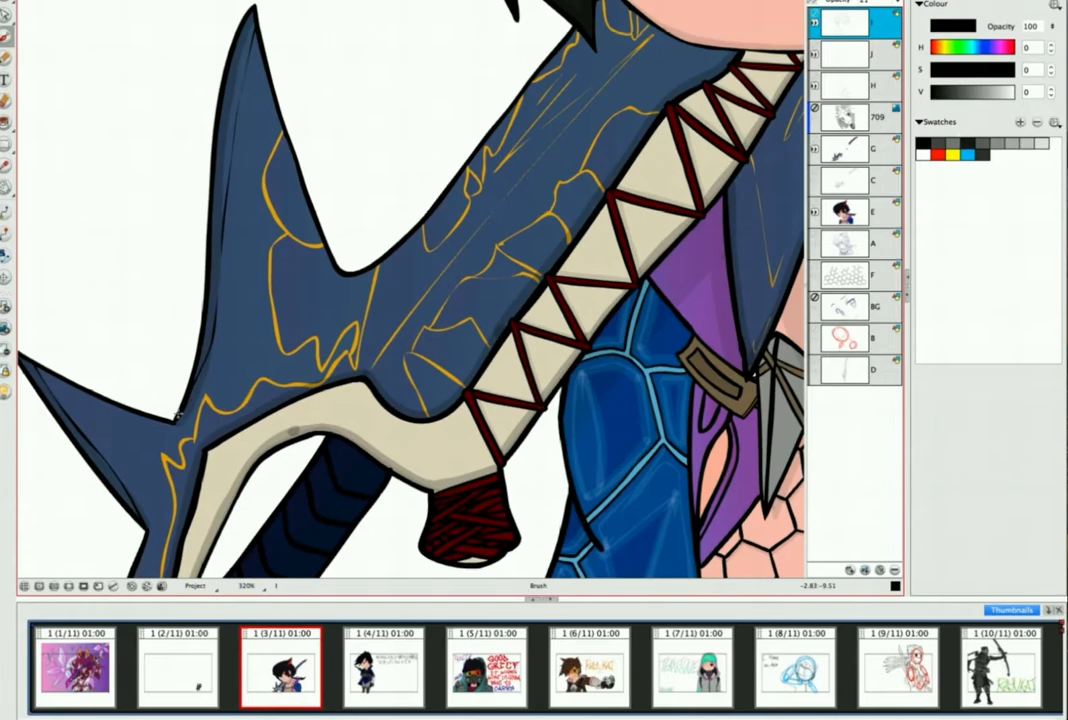 Colour
Opacity 100
H 0
S 0
V 0
Swatches
J
H
709
G
C
E
A
F
BG
B
D
T
Project 320% Brush -2.83 -9.51
Thumbnails
1 (1/11) 01:00 1 (2/11) 01:00 1 (3/11) 01:00 1 (4/11) 01:00 1 (5/11) 01:00 1 (6/11) 01:00 1 (7/11) 01:00 1 (8/11) 01:00 1 (9/11) 01:00 1 (10/11) 01:00